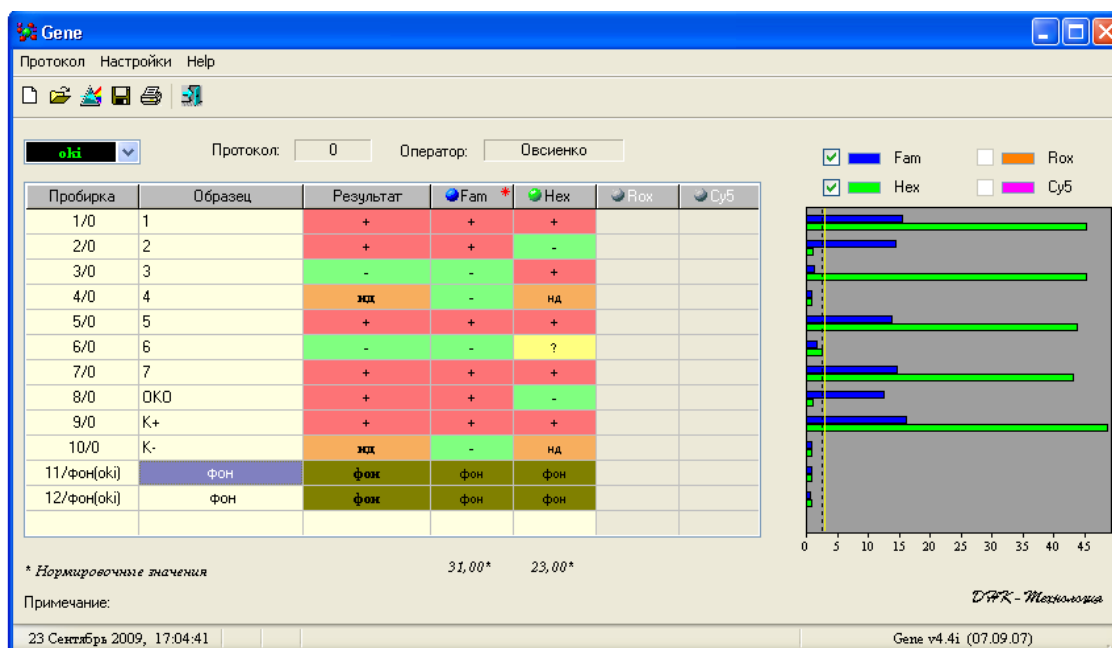 Gene
Протокол Настройки Help
oki Протокол: 0 Оператор: Овсиенко
Fam Rox
Hex Cy5
Пробирка Образец Результат Fam * Hex Rox Cy5
1/0 1 + + +
2/0 2 + + -
3/0 3 - - +
4/0 4 нд - нд
5/0 5 + + +
6/0 6 - - ?
7/0 7 + + +
8/0 ОКО + + -
9/0 К+ + + +
10/0 К- нд - нд
11/фон(oki) фон фон фон фон
12/фон(oki) фон фон фон фон
0 5 10 15 20 25 30 35 40 45
* Нормировочные значения 31,00* 23,00*
Примечание:
ДНК-Технология
23 Сентябрь 2009, 17:04:41 Gene v4.4i (07.09.07)